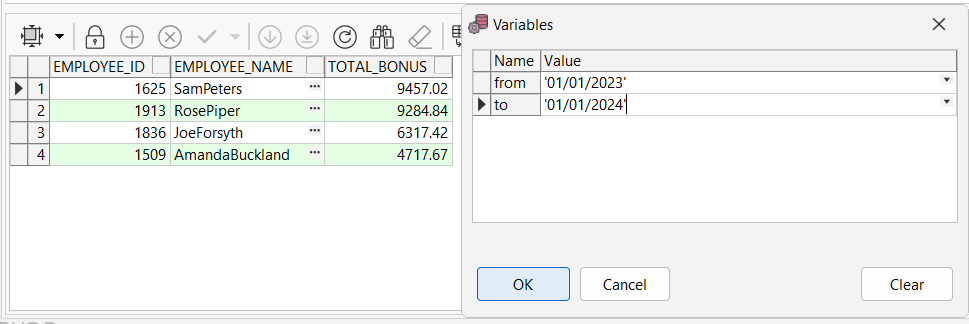 EMPLOYEE_ID EMPLOYEE_NAME TOTAL_BONUS
1 1625 SamPeters ... 9457.02
2 1913 RosePiper ... 9284.84
3 1836 JoeForsyth ... 6317.42
4 1509 AmandaBuckland ... 4717.67
Variables
Name Value
from '01/01/2023'
to '01/01/2024'
OK Cancel Clear